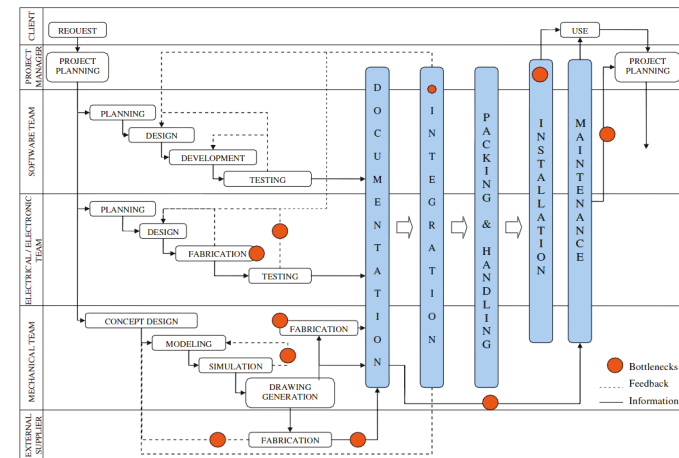 CLIENT
REQUEST
USE
PROJECT
MANAGER
PROJECT
PLANNING
PROJECT
PLANNING
SOFTWARE TEAM
PLANNING
DESIGN
DEVELOPMENT
TESTING
ELECTRICAL / ELECTRONIC
TEAM
PLANNING
DESIGN
FABRICATION
TESTING
MECHANICAL TEAM
CONCEPT DESIGN
MODELING
SIMULATION
DRAWING
GENERATION
FABRICATION
EXTERNAL
SUPPLIER
FABRICATION
DOCUMENTATION
INTEGRATION
PACKING & HANDLING
INSTALLATION
MAINTENANCE
Bottlenecks
Feedback
Information